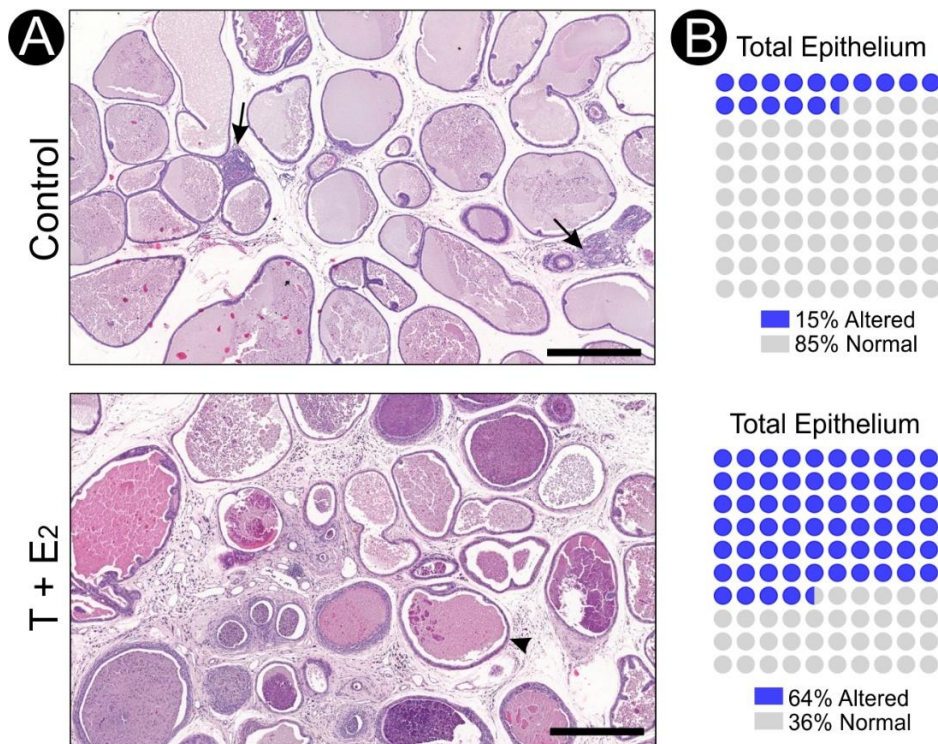 A
B
Control
Total Epithelium
15% Altered
85% Normal
T + E₂
Total Epithelium
64% Altered
36% Normal